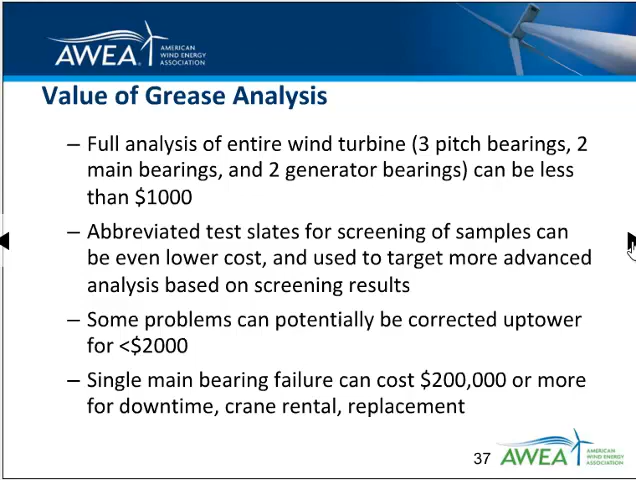 AWEA® AMERICAN
WIND ENERGY
ASSOCIATION
Value of Grease Analysis
– Full analysis of entire wind turbine (3 pitch bearings, 2
main bearings, and 2 generator bearings) can be less
than $1000
– Abbreviated test slates for screening of samples can
be even lower cost, and used to target more advanced
analysis based on screening results
– Some problems can potentially be corrected uptower
for <$2000
– Single main bearing failure can cost $200,000 or more
for downtime, crane rental, replacement
37
AWEA AMERICAN
WIND ENERGY
ASSOCIATION